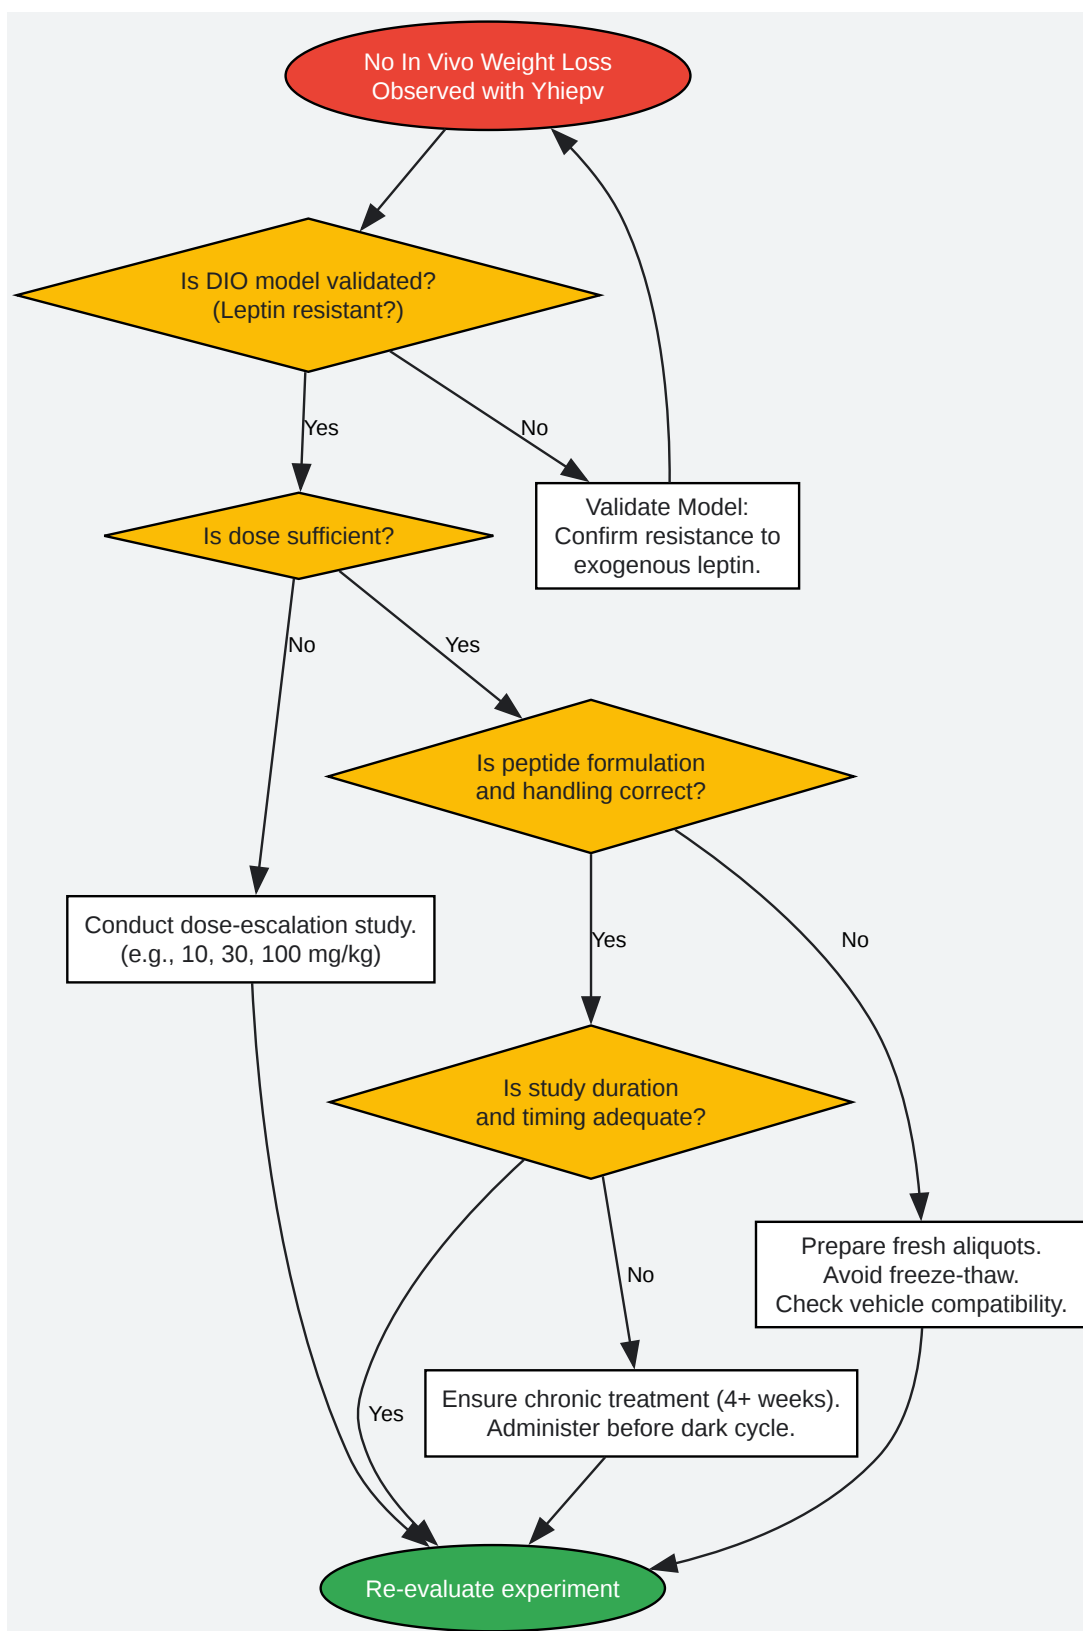 No In Vivo Weight Loss
Observed with Yhiepv
Is DIO model validated?
(Leptin resistant?)
Yes
No
Validate Model:
Confirm resistance to
exogenous leptin.
Is dose sufficient?
No
Yes
Is peptide formulation
and handling correct?
Conduct dose-escalation study.
(e.g., 10, 30, 100 mg/kg)
Yes
No
Is study duration
and timing adequate?
Prepare fresh aliquots.
Avoid freeze-thaw.
Check vehicle compatibility.
No
Yes
Ensure chronic treatment (4+ weeks).
Administer before dark cycle.
Re-evaluate experiment